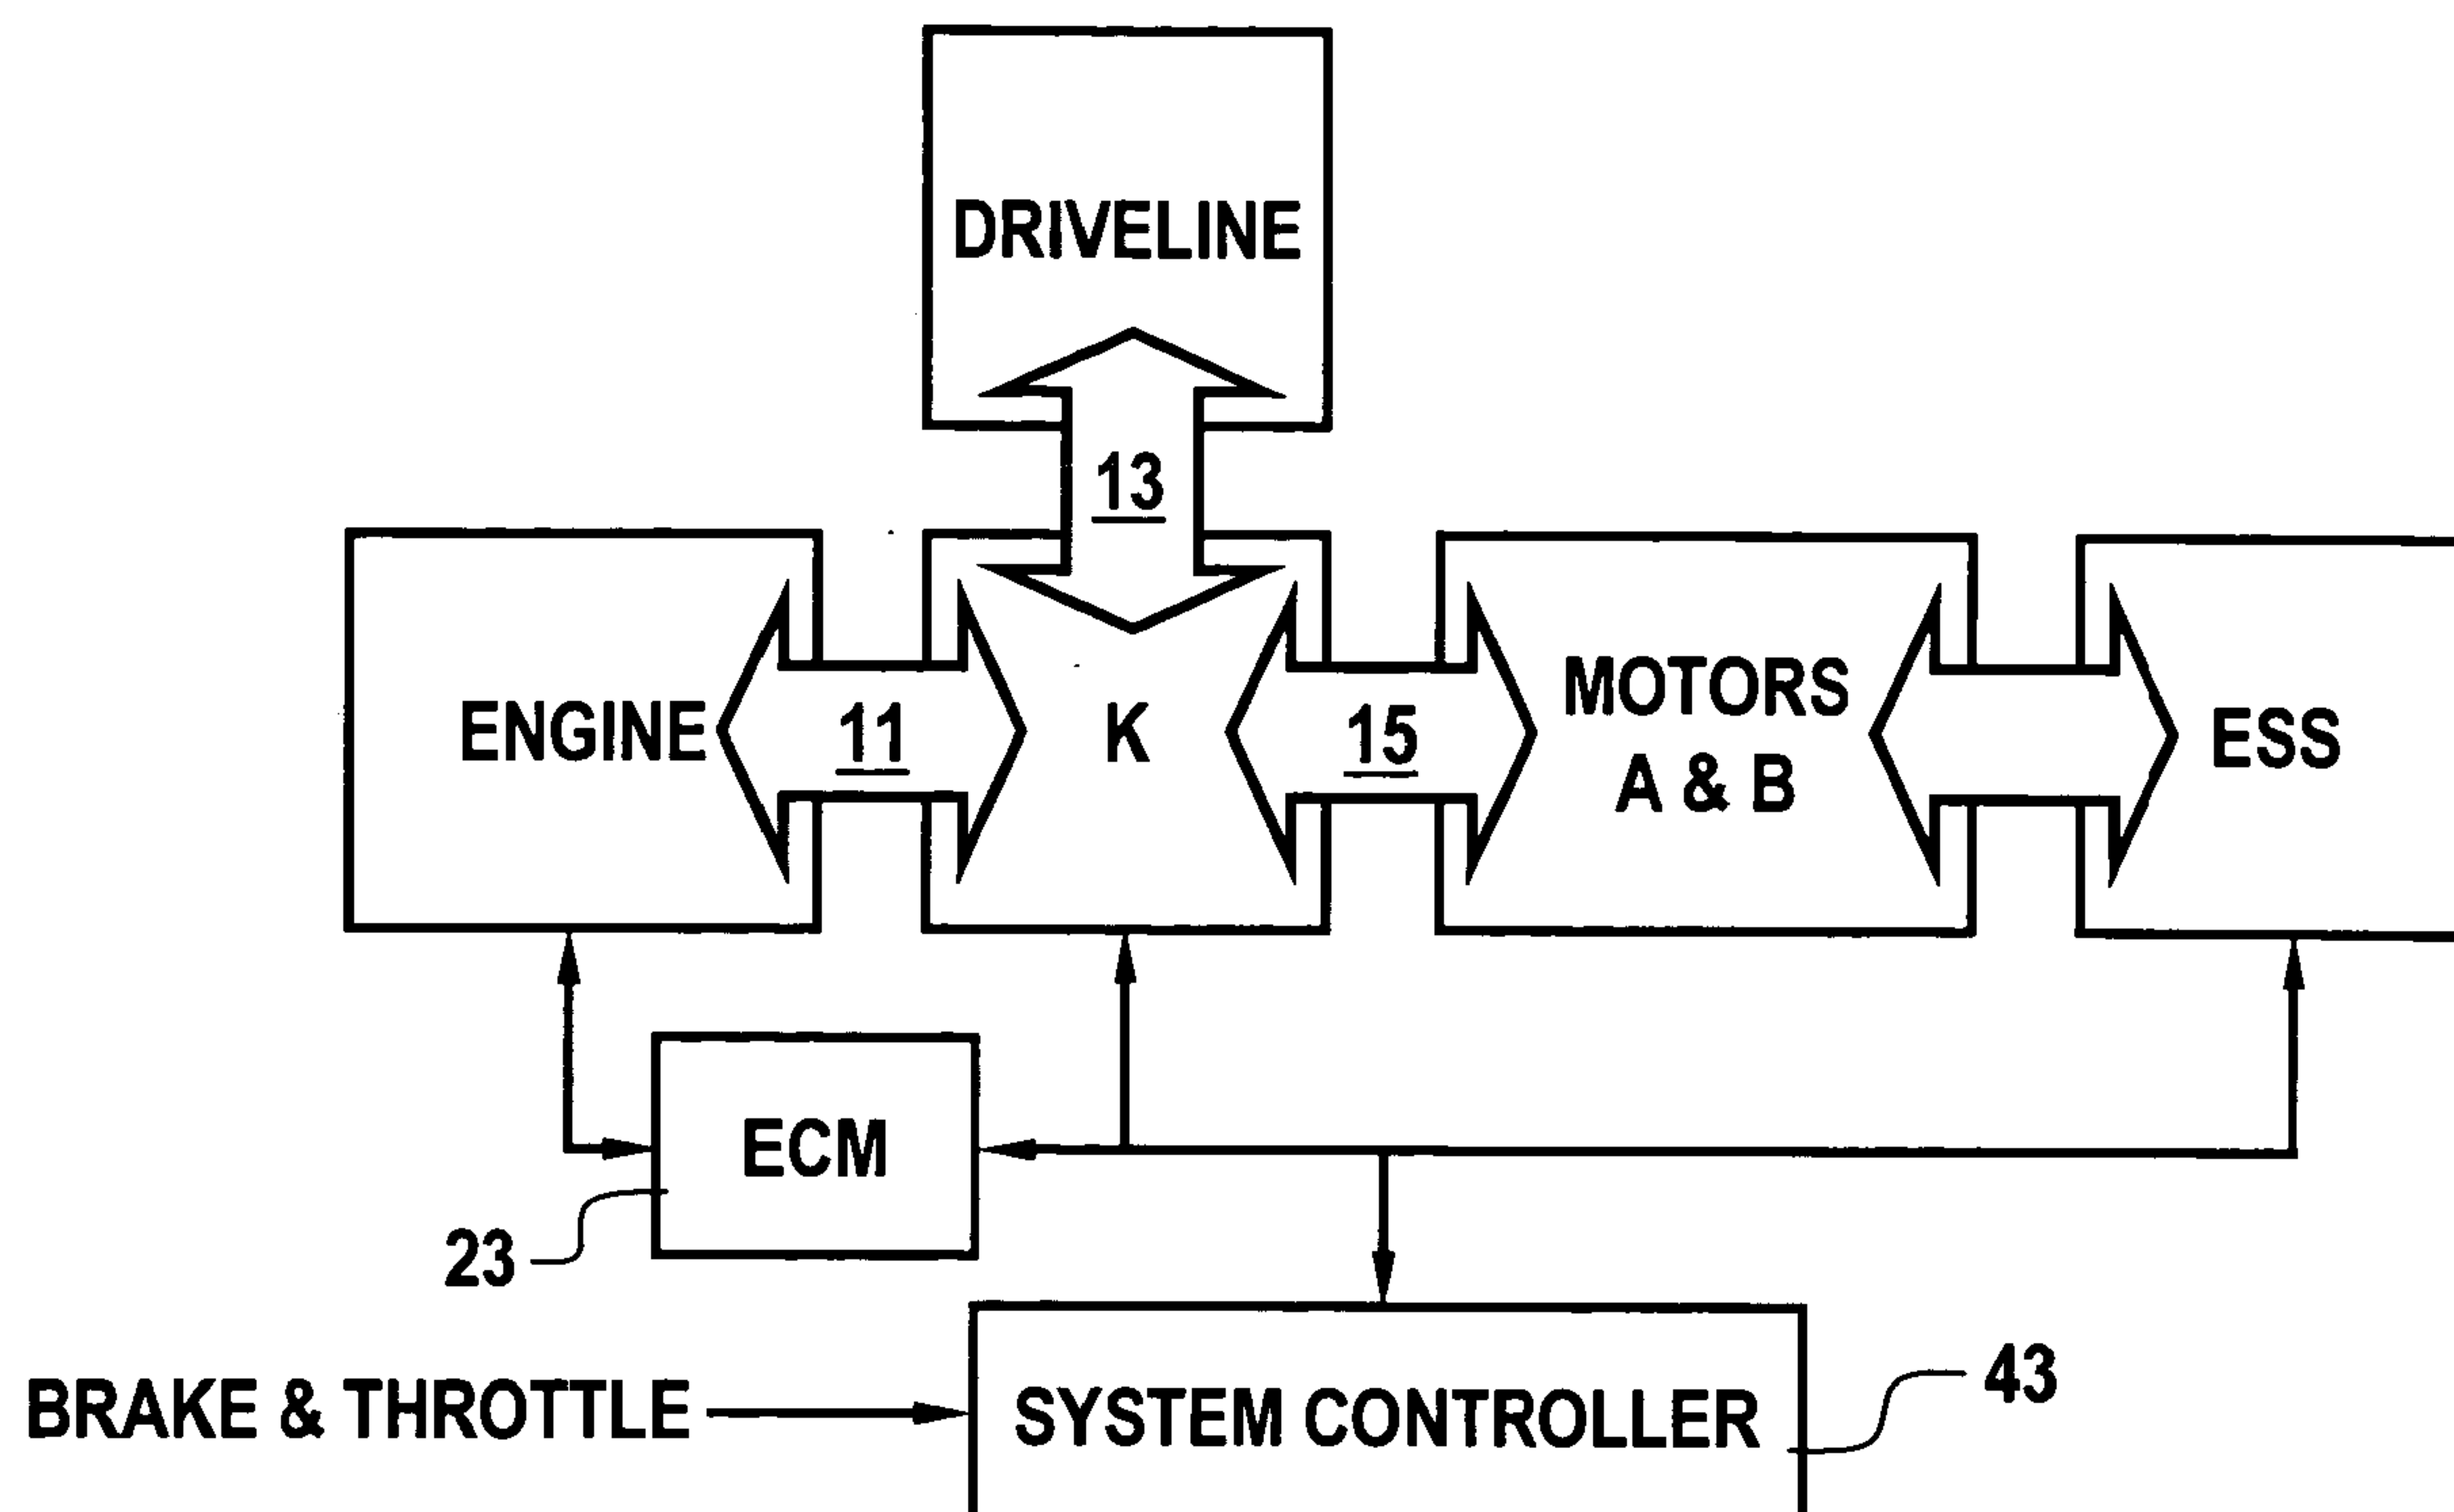 DRIVELINE
13
ENGINE
11
K
15
MOTORS
A & B
ESS
ECM
23
BRAKE & THROTTLE
SYSTEM CONTROLLER
43